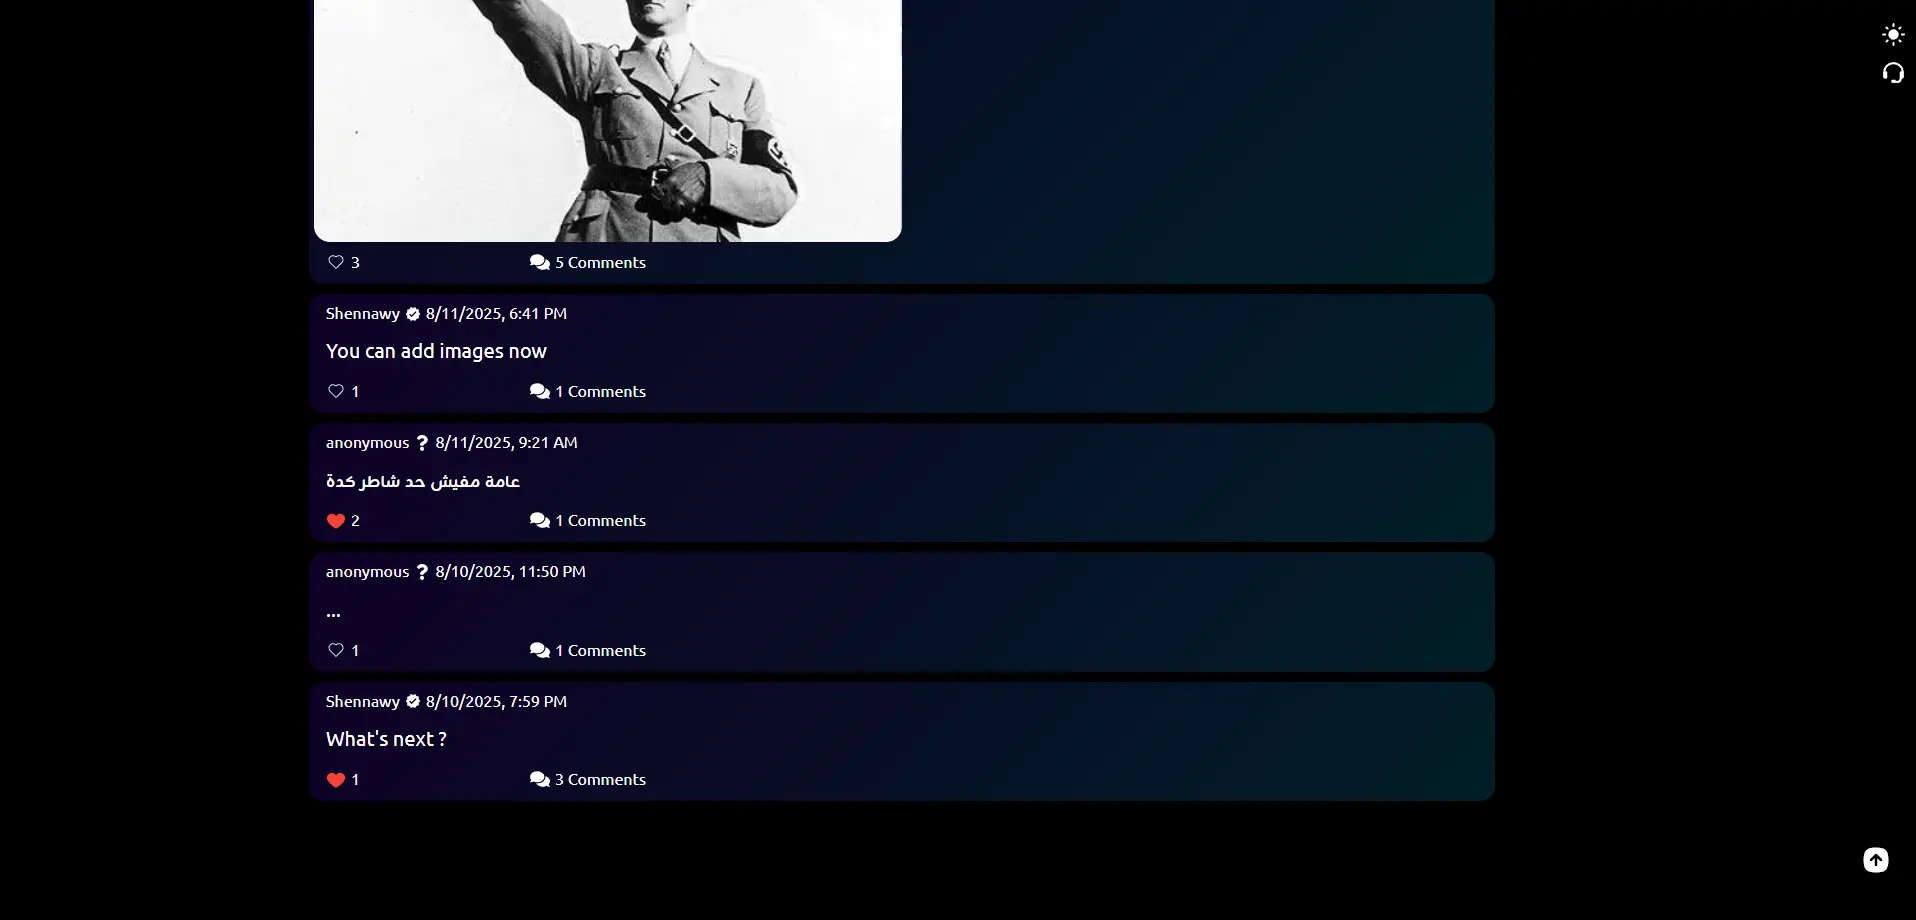 3
5 Comments
Shennawy 8/11/2025, 6:41 PM
You can add images now
1
1 Comments
anonymous ? 8/11/2025, 9:21 AM
عامة مفيش حد شاطر كدة
2
1 Comments
anonymous ? 8/10/2025, 11:50 PM
...
1
1 Comments
Shennawy 8/10/2025, 7:59 PM
What's next ?
1
3 Comments